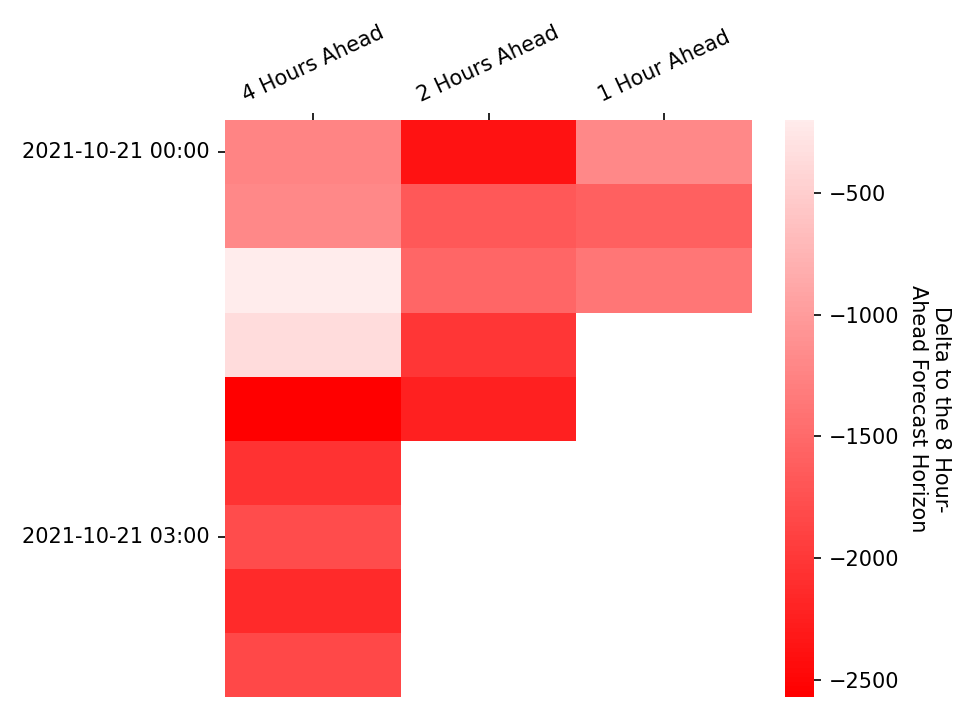 4 Hours Ahead
2 Hours Ahead
1 Hour Ahead
2021-10-21 00:00
2021-10-21 03:00
−500
−1000
−1500
−2000
−2500
Delta to the 8 Hour-
Ahead Forecast Horizon